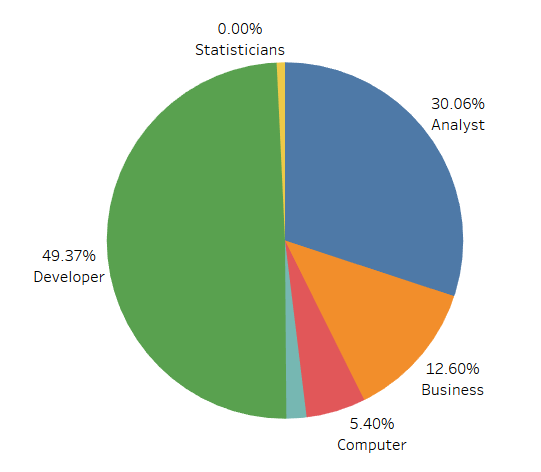 0.00%
Statisticians
30.06%
Analyst
49.37%
Developer
12.60%
Business
5.40%
Computer